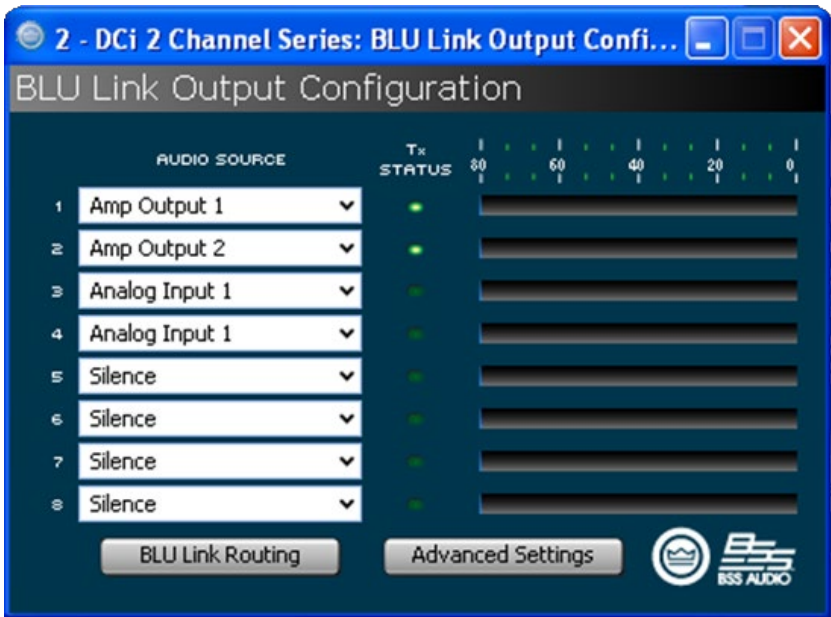 2 - DCi 2 Channel Series: BLU Link Output Confi...
BLU Link Output Configuration
AUDIO SOURCE
Tx
STATUS
80 60 40 20 0
1 Amp Output 1
2 Amp Output 2
3 Analog Input 1
4 Analog Input 1
5 Silence
6 Silence
7 Silence
8 Silence
BLU Link Routing
Advanced Settings
BSS
BSS AUDIO